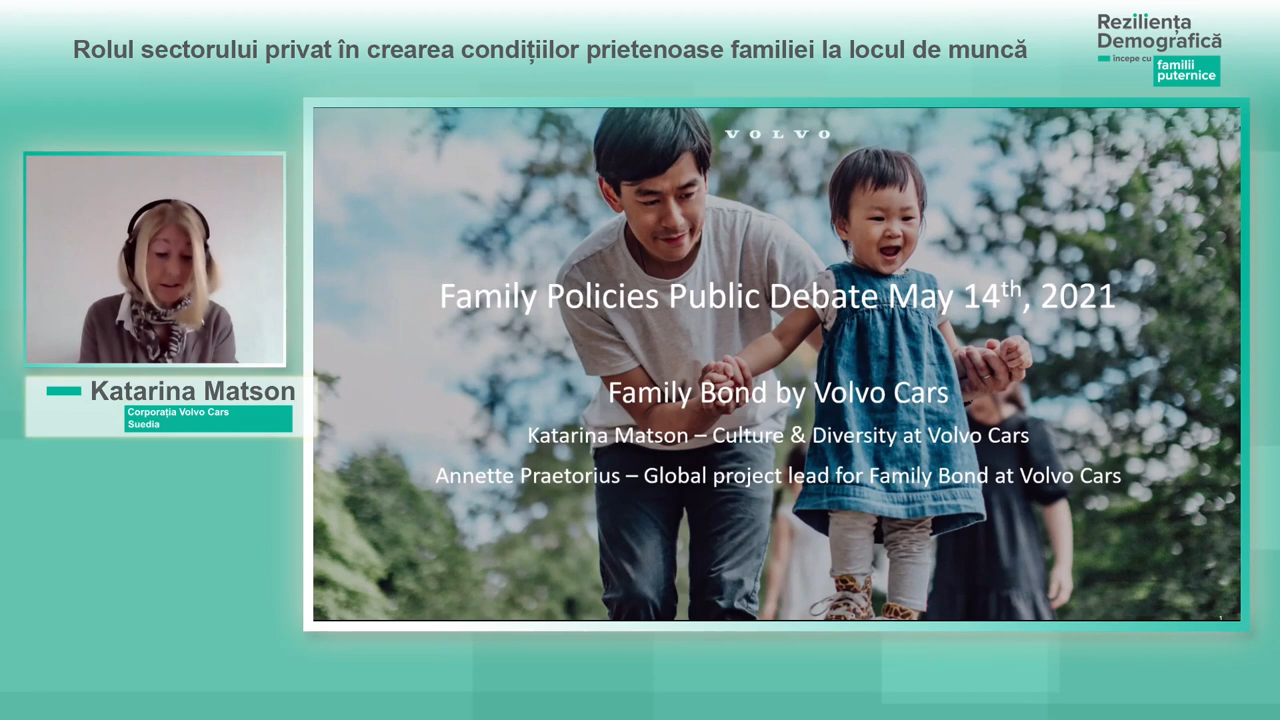 Rolul sectorului privat în crearea condițiilor prietenoase familiei la locul de muncă
Reziliența
Demografică
începe cu
familii
puternice
VOLVO
Family Policies Public Debate May 14th, 2021
Family Bond by Volvo Cars
Katarina Matson – Culture & Diversity at Volvo Cars
Annette Praetorius – Global project lead for Family Bond at Volvo Cars
1
Katarina Matson
Corporația Volvo Cars
Suedia